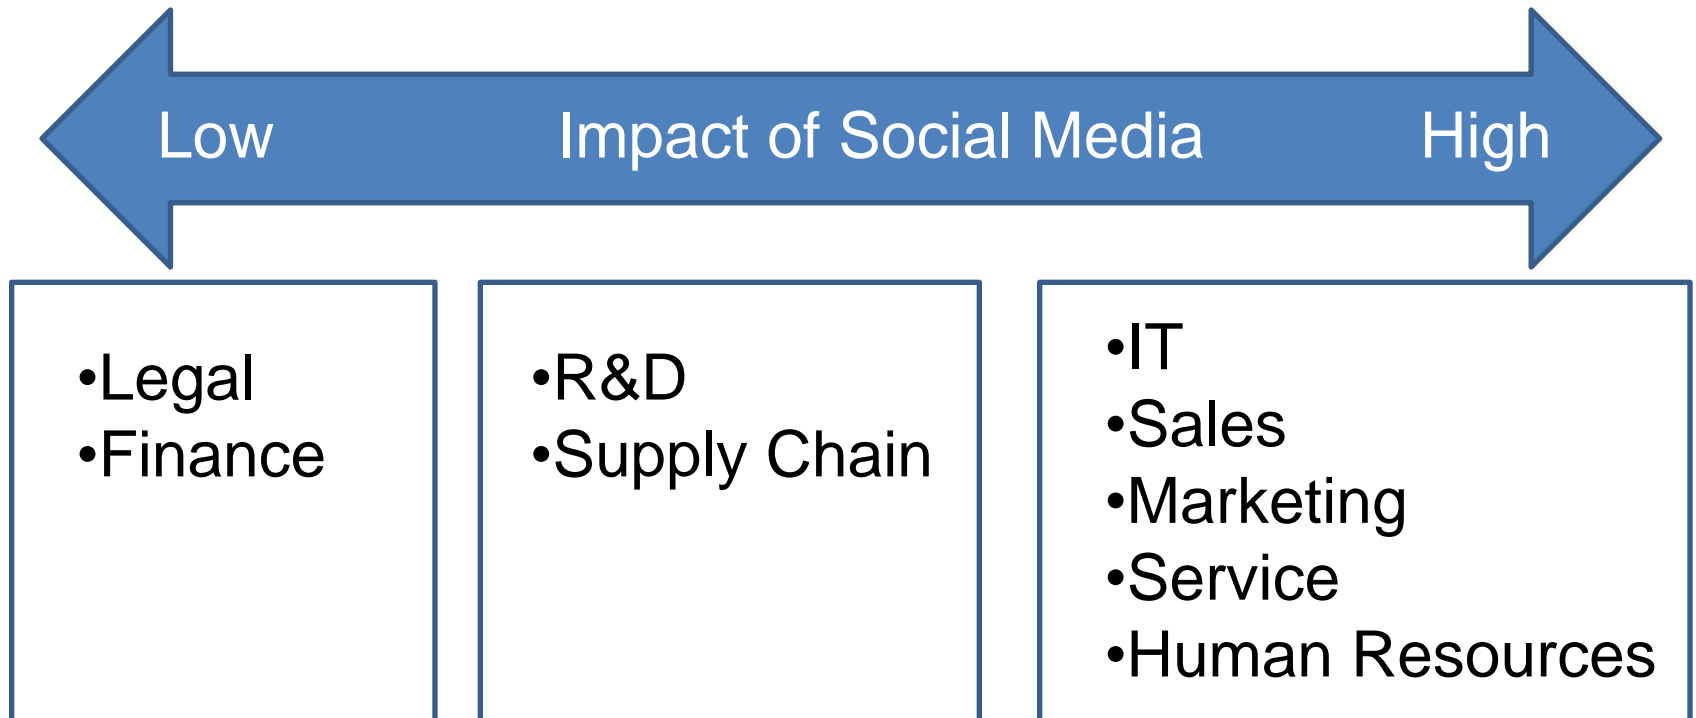 Low Impact of Social Media High
•Legal
•Finance
•R&D
•Supply Chain
•IT
•Sales
•Marketing
•Service
•Human Resources